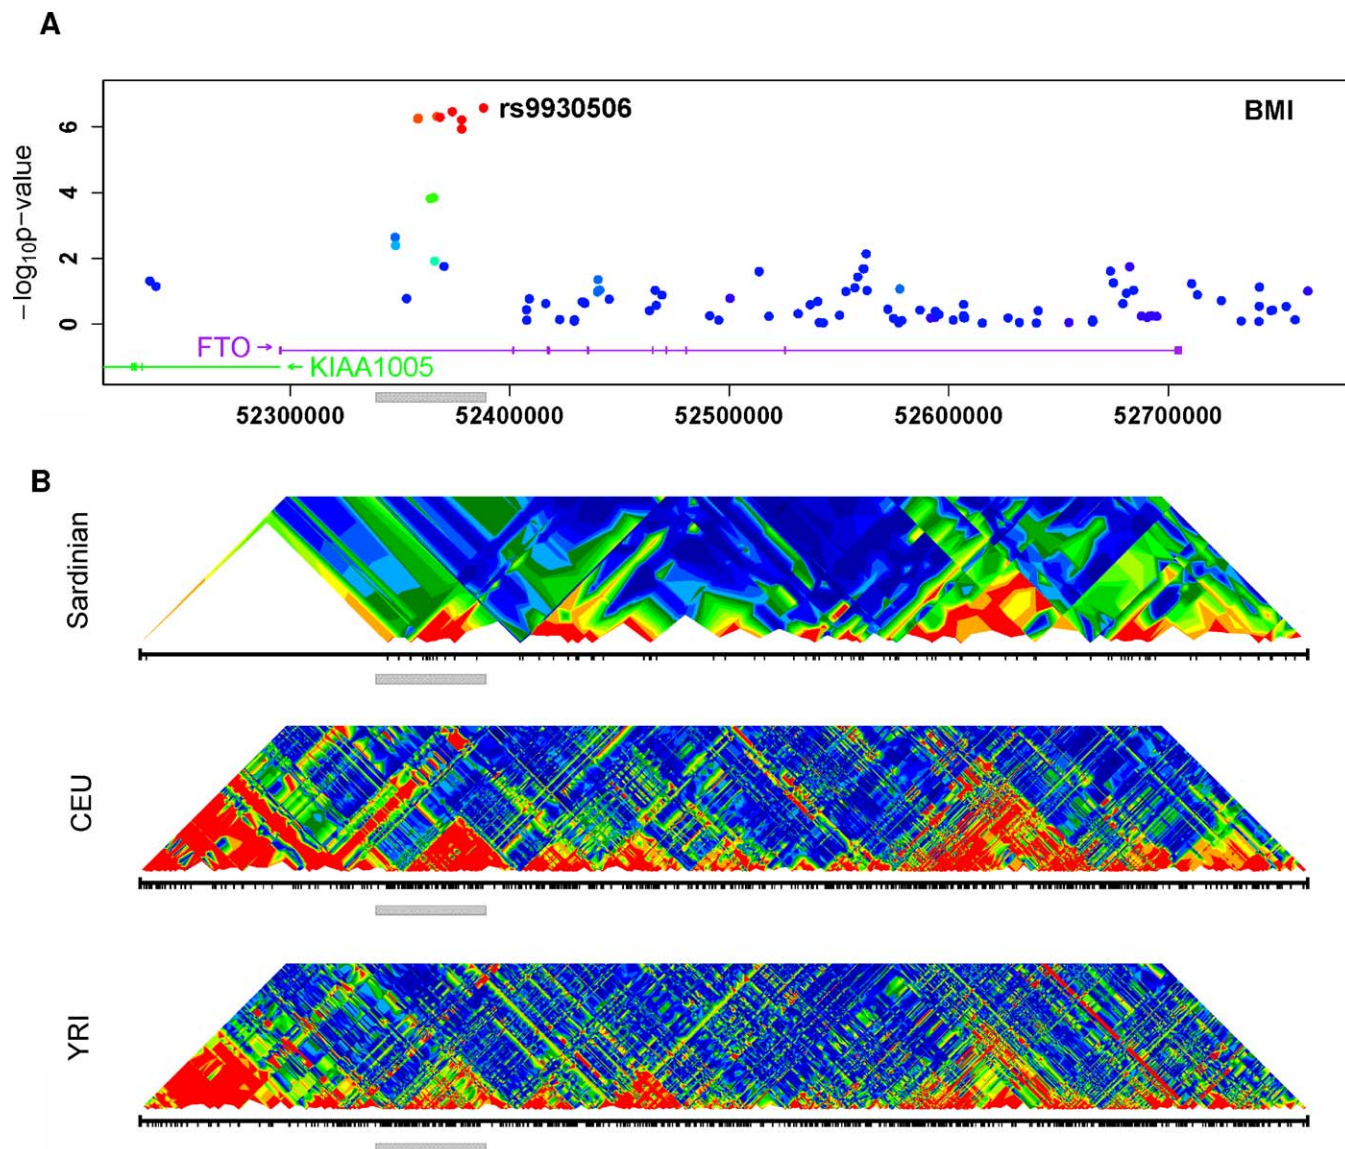 A
rs9930506
BMI
6
4
2
0
−log10p−value
FTO →
← KIAA1005
52300000 52400000 52500000 52600000 52700000
B
Sardinian
CEU
YRI